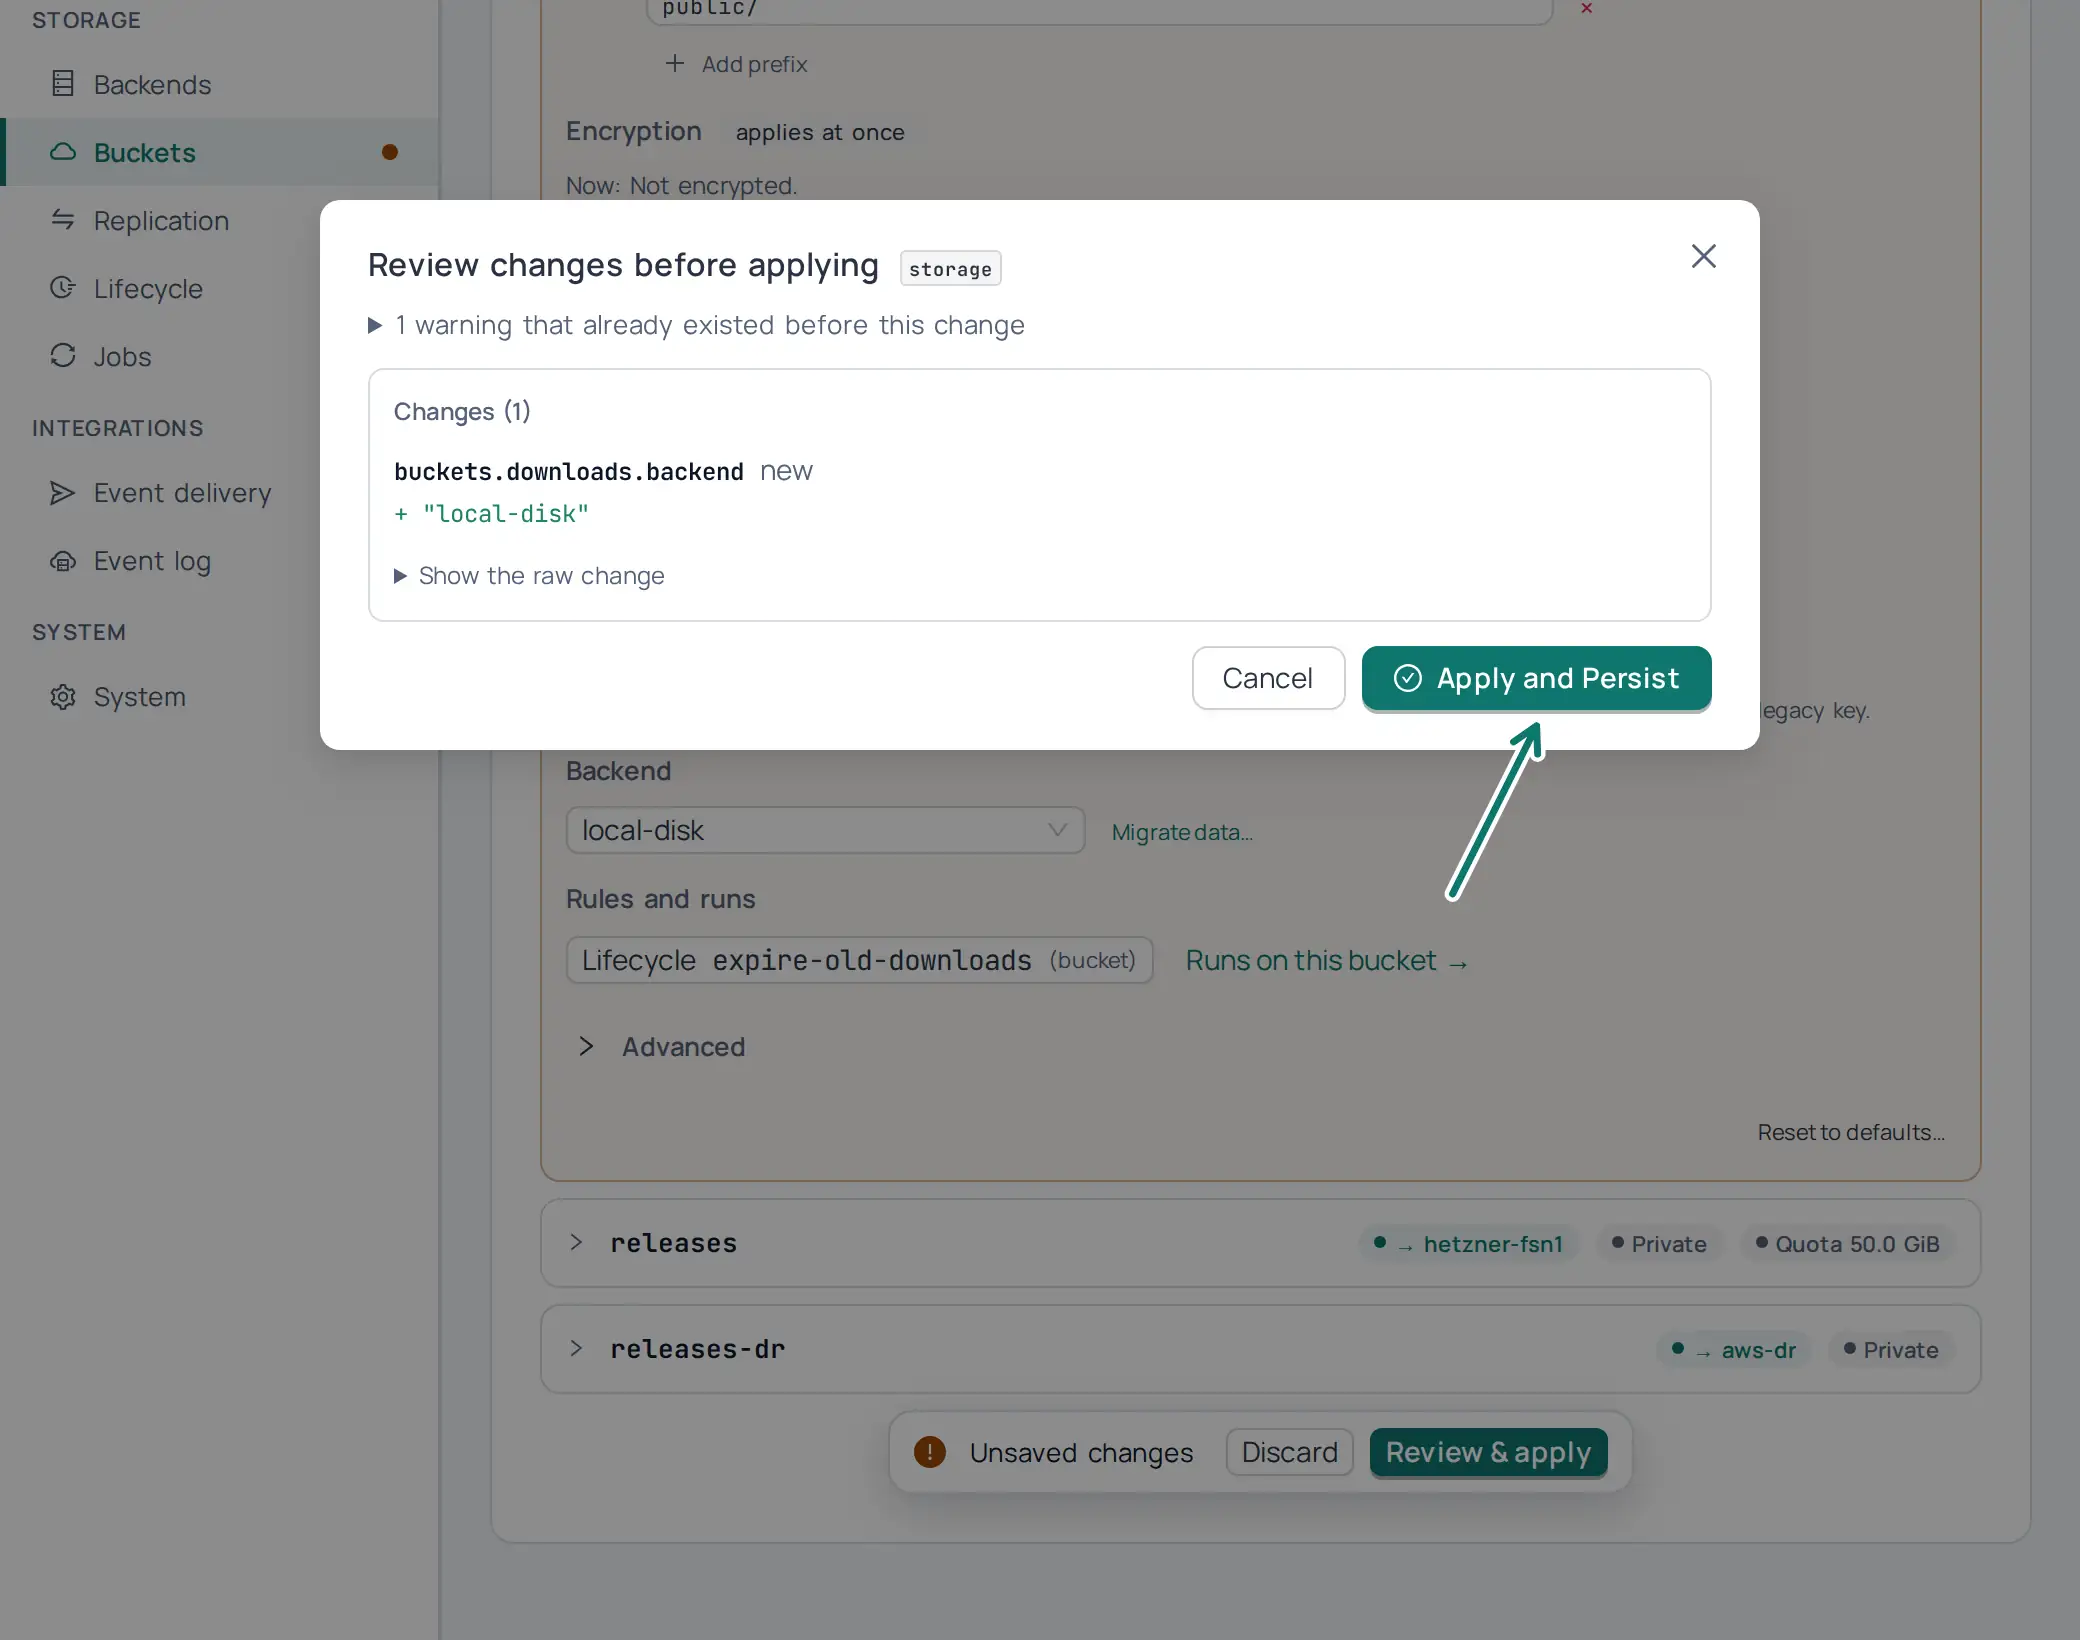 STORAGE
Backends
Buckets
Replication
Lifecycle
Jobs
INTEGRATIONS
Event delivery
Event log
SYSTEM
System
public/
×
+ Add prefix
Encryption applies at once
Now: Not encrypted.
Review changes before applying storage
1 warning that already existed before this change
Changes (1)
buckets.downloads.backend new
+ "local-disk"
Show the raw change
Cancel
Apply and Persist
legacy key.
Backend
local-disk
Migrate data…
Rules and runs
Lifecycle expire-old-downloads (bucket)
Runs on this bucket →
Advanced
Reset to defaults…
releases
→ hetzner-fsn1
Private
Quota 50.0 GiB
releases-dr
→ aws-dr
Private
! Unsaved changes
Discard
Review & apply